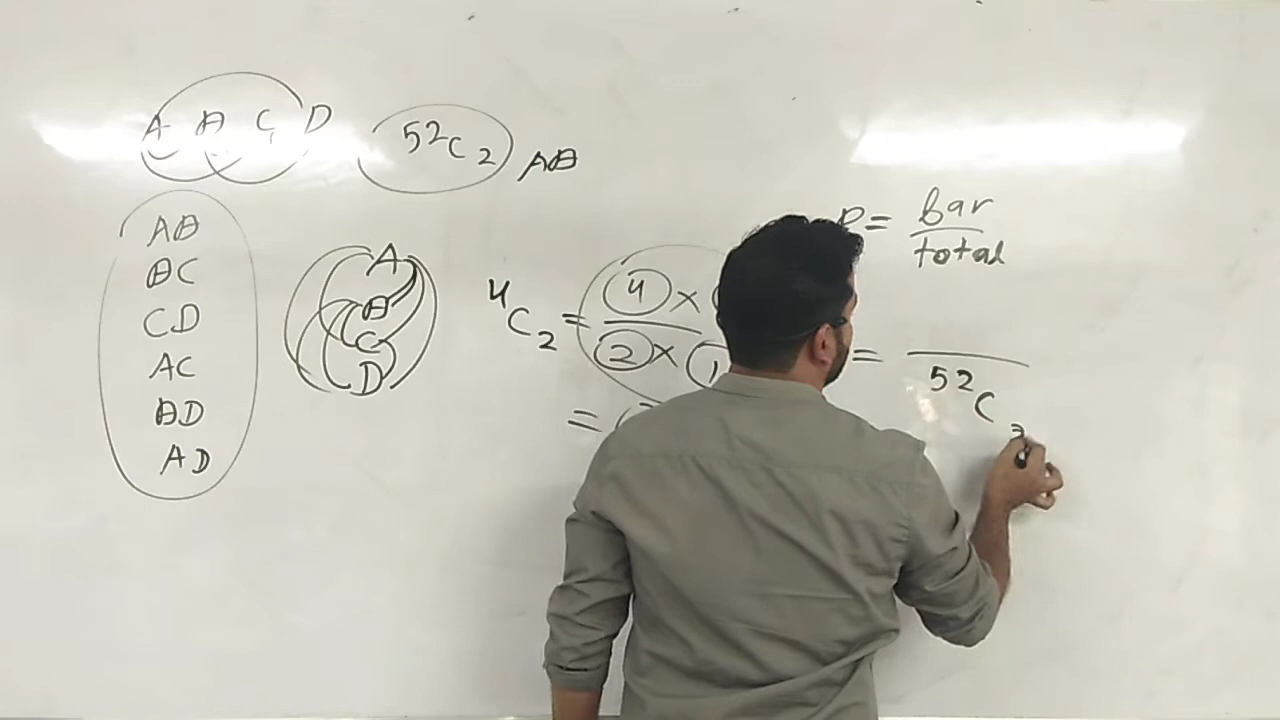 A B C D
52C2 AB
AB
BC
CD
AC
BD
AD
A
B
C
D
4C2 = 4 ×
2 × 1
=
P = bar
total
=
52C2